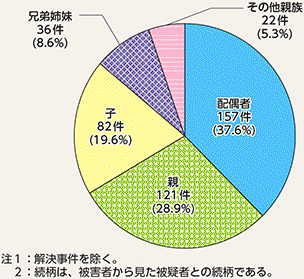 兄弟姉妹
36件
(8.6%)
その他親族
22件
(5.3%)
配偶者
157件
(37.6%)
子
82件
(19.6%)
親
121件
(28.9%)
注1：解決事件を除く。
2：続柄は、被害者から見た被疑者との続柄である。